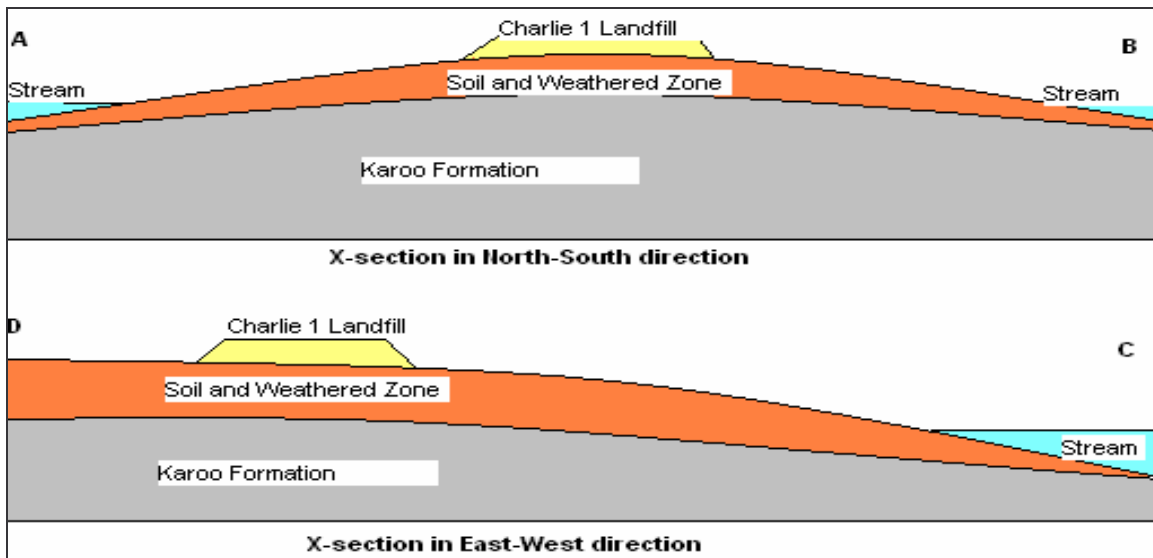 A
Charlie 1 Landfill
B
Stream
Soil and Weathered Zone
Stream
Karoo Formation
X-section in North-South direction
D
Charlie 1 Landfill
C
Soil and Weathered Zone
Stream
Karoo Formation
X-section in East-West direction